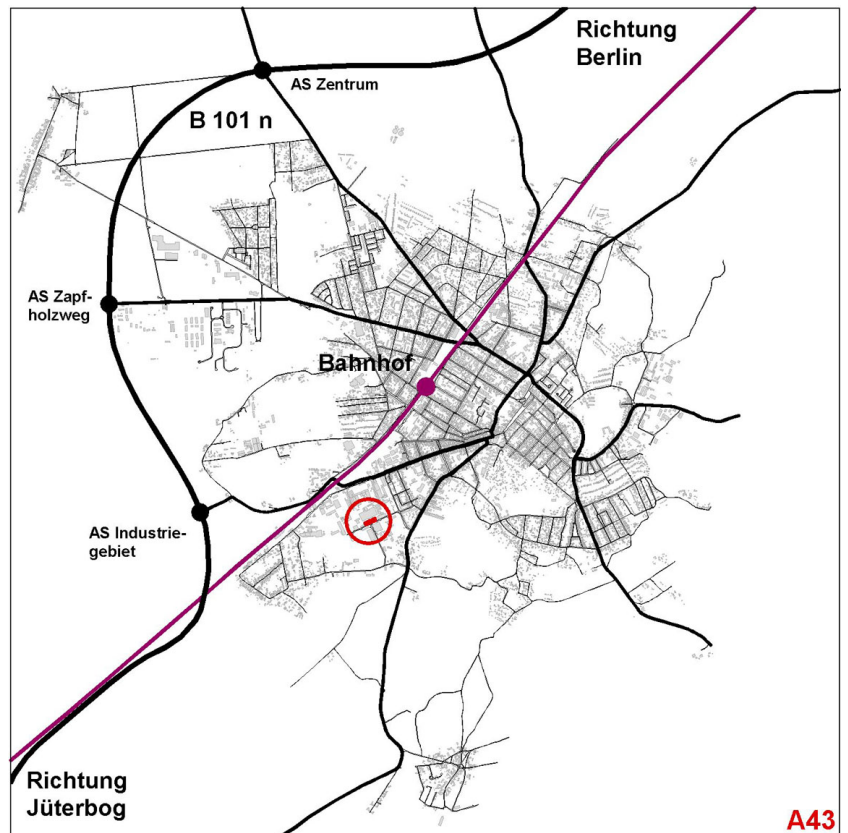 Richtung
Berlin
AS Zentrum
B 101 n
AS Zapf-
holzweg
Bahnhof
AS Industrie-
gebiet
Richtung
Jüterbog
A43